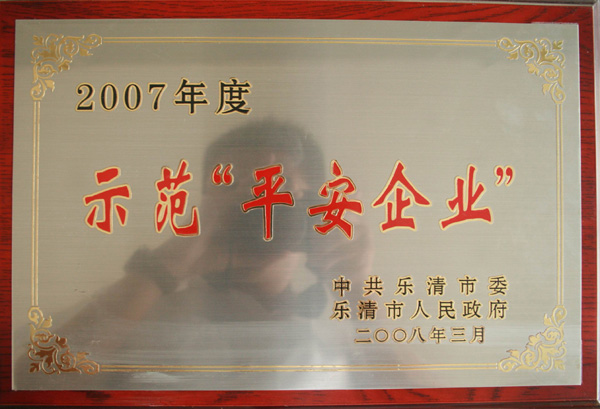 2007年度
示范“平安企业”
中共乐清市委
乐清市人民政府
二〇〇八年三月